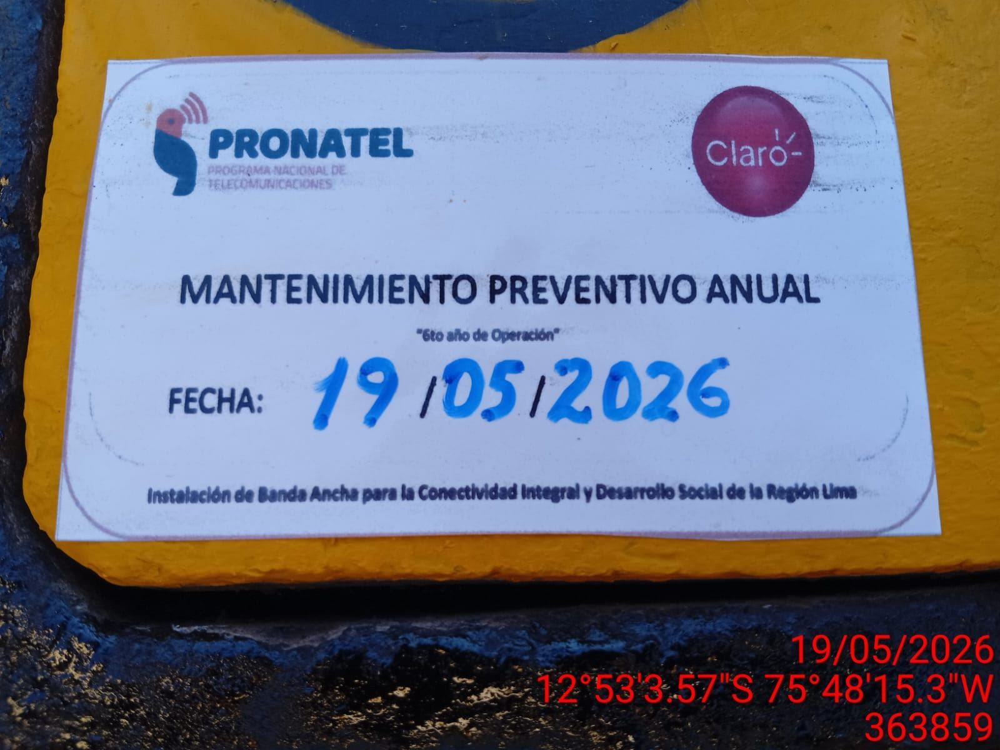 PRONATEL
PROGRAMA NACIONAL DE
TELECOMUNICACIONES
Claro
MANTENIMIENTO PREVENTIVO ANUAL
"6to año de Operación"
FECHA: 19/05/2026
Instalación de Banda Ancha para la Conectividad Integral y Desarrollo Social de la Región Lima
19/05/2026
12°53'3.57"S 75°48'15.3"W
363859